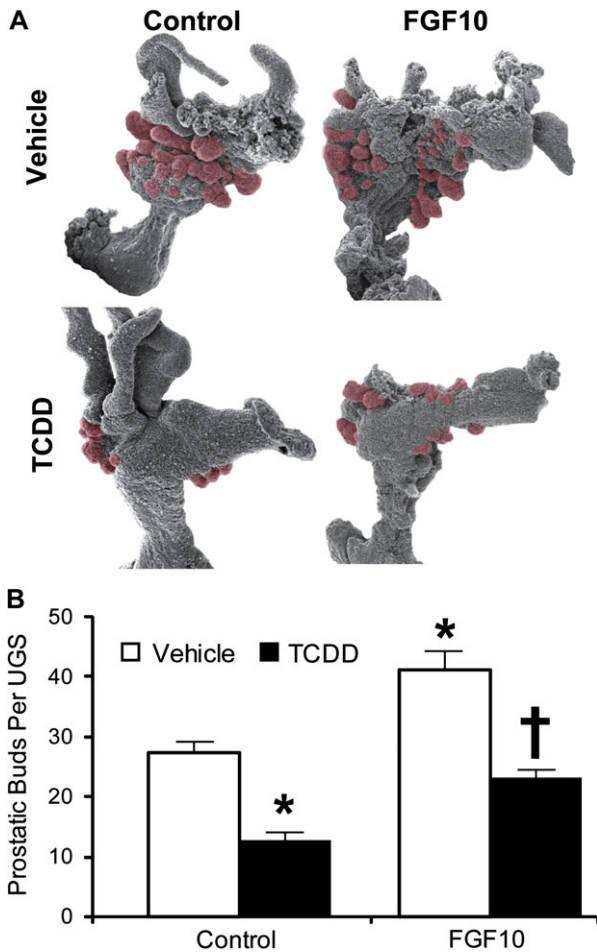 A
Control
FGF10
Vehicle
TCDD
B
Prostatic Buds Per UGS
50
40
30
20
10
0
Vehicle
TCDD
*
*
†
Control
FGF10